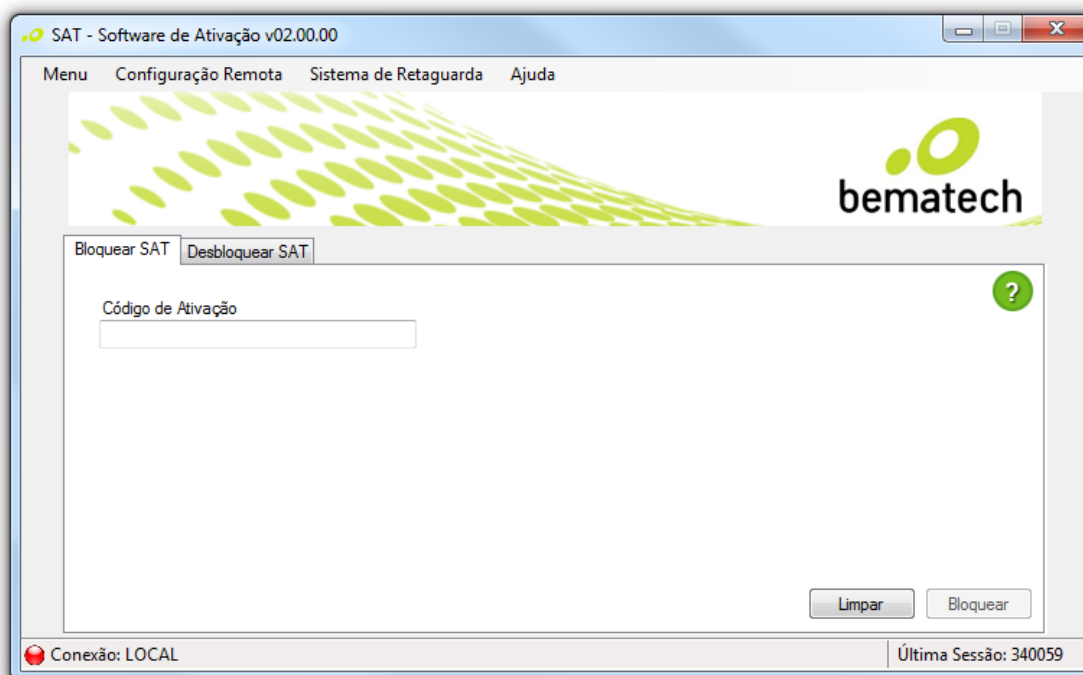 SAT - Software de Ativação v02.00.00
Menu Configuração Remota Sistema de Retaguarda Ajuda
bematech
Bloquear SAT Desbloquear SAT
?
Código de Ativação
Limpar Bloquear
Conexão: LOCAL Última Sessão: 340059